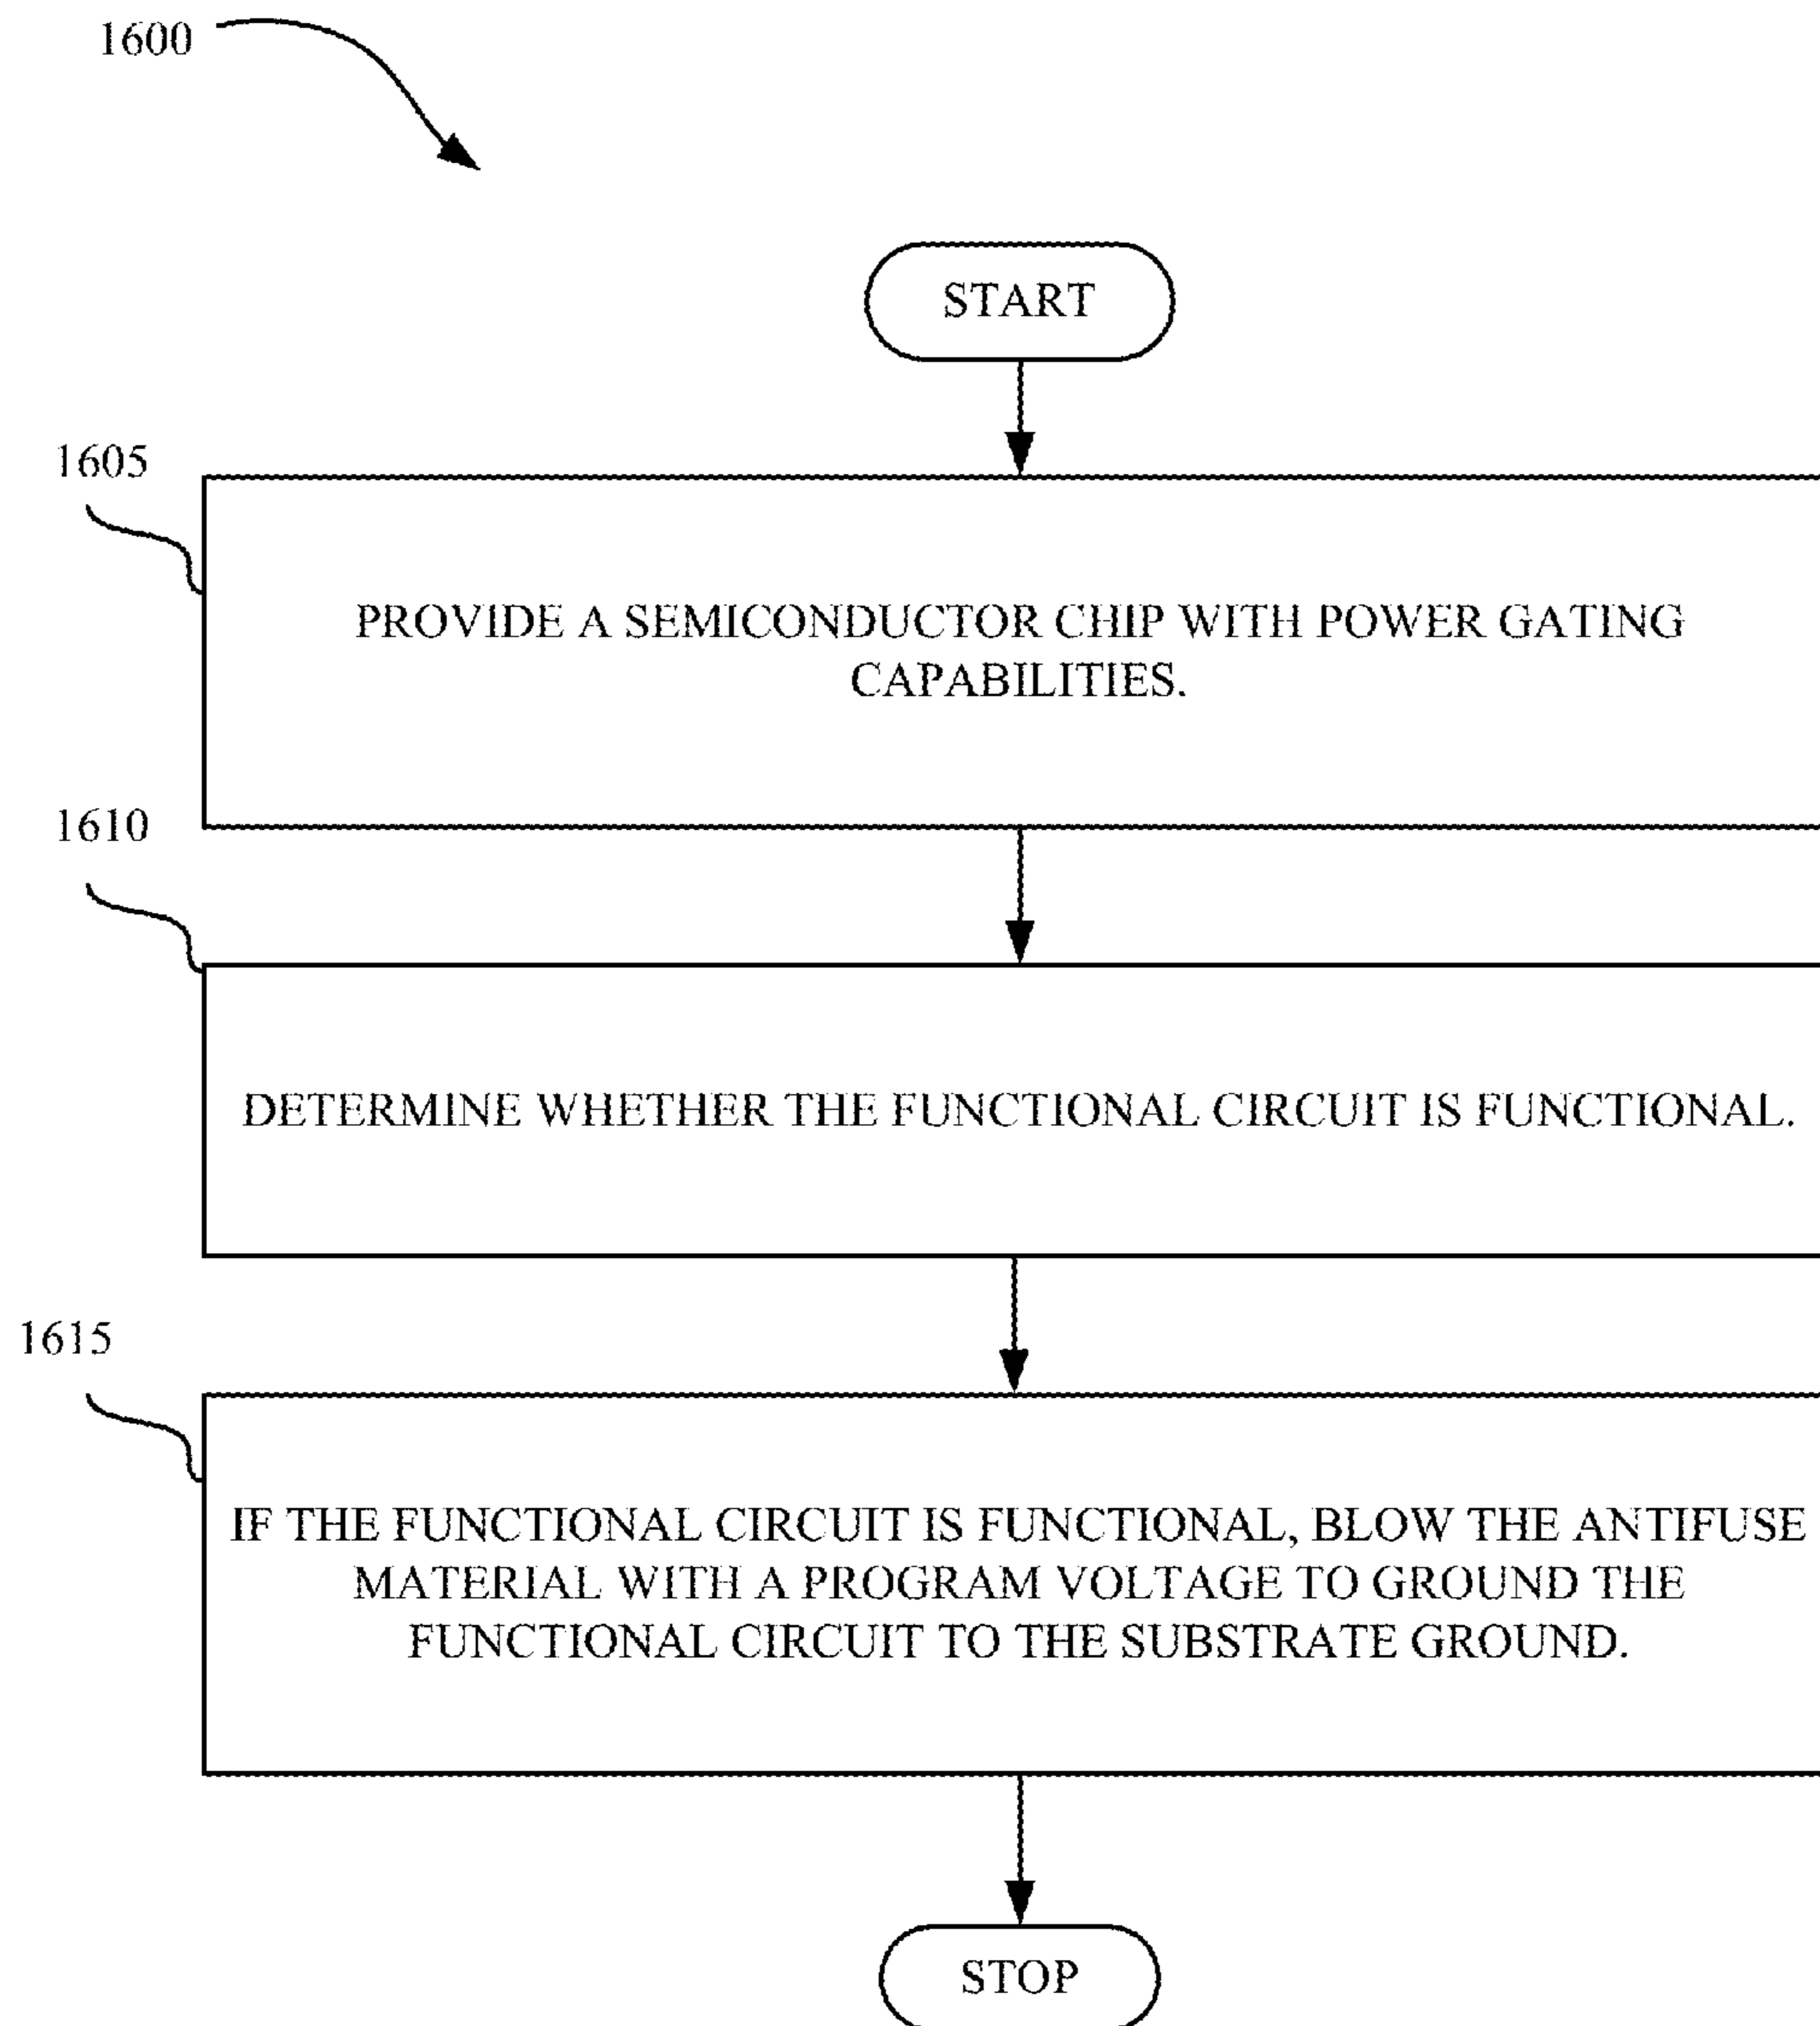 1600
START
1605
PROVIDE A SEMICONDUCTOR CHIP WITH POWER GATING
CAPABILITIES.
1610
DETERMINE WHETHER THE FUNCTIONAL CIRCUIT IS FUNCTIONAL.
1615
IF THE FUNCTIONAL CIRCUIT IS FUNCTIONAL, BLOW THE ANTIFUSE
MATERIAL WITH A PROGRAM VOLTAGE TO GROUND THE
FUNCTIONAL CIRCUIT TO THE SUBSTRATE GROUND.
STOP